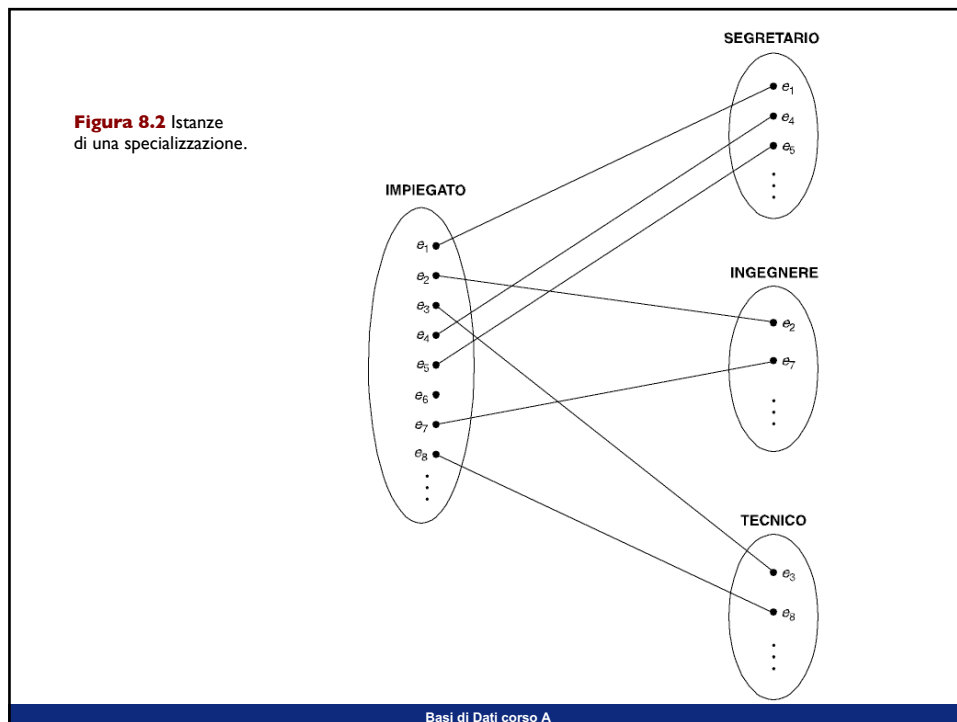 Figura 8.2 Istanze
di una specializzazione.
IMPIEGATO
e1
e2
e3
e4
e5
e6
e7
e8
SEGRETARIO
e1
e4
e5
INGEGNERE
e2
e7
TECNICO
e3
e8
Basi di Dati corso A